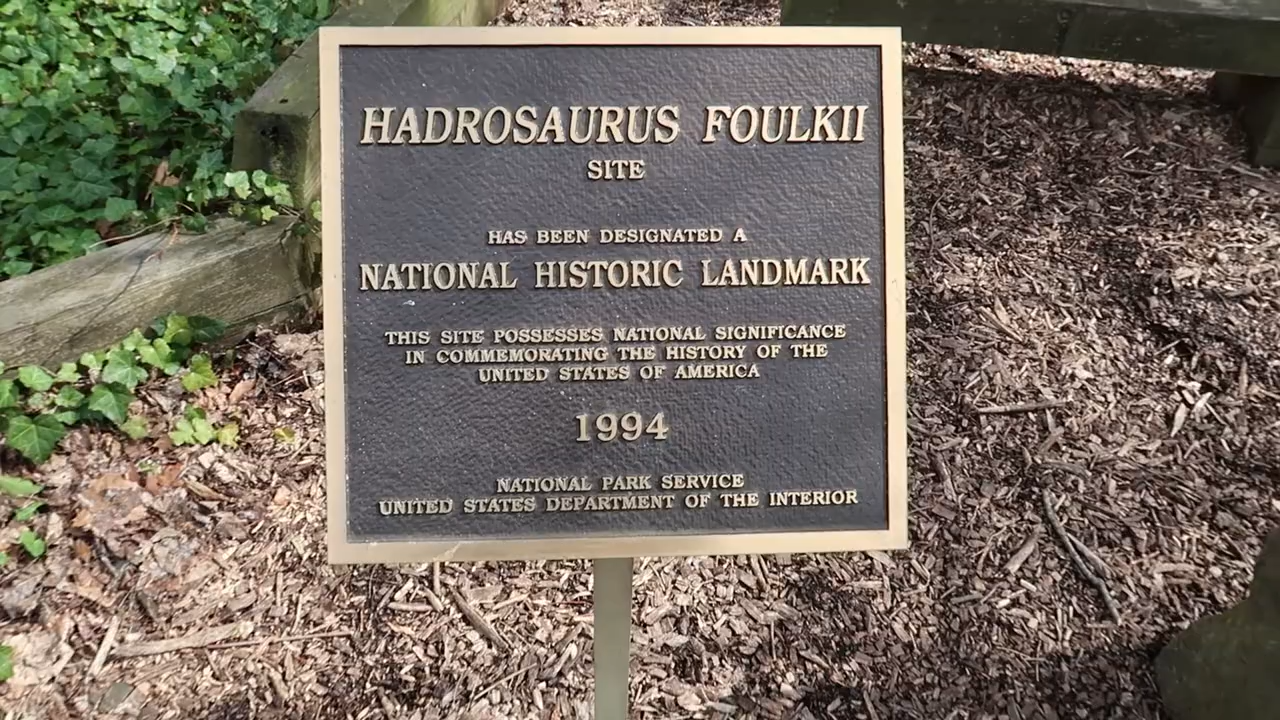 HADROSAURUS FOULKII
SITE
HAS BEEN DESIGNATED A
NATIONAL HISTORIC LANDMARK
THIS SITE POSSESSES NATIONAL SIGNIFICANCE
IN COMMEMORATING THE HISTORY OF THE
UNITED STATES OF AMERICA
1994
NATIONAL PARK SERVICE
UNITED STATES DEPARTMENT OF THE INTERIOR